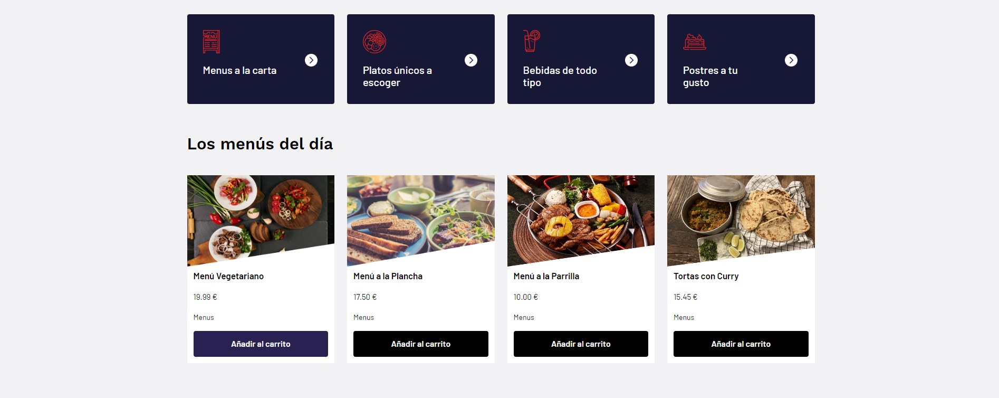 MENU
Menus a la carta
Platos únicos a
escoger
Bebidas de todo
tipo
Postres a tu
gusto
Los menús del día
Menú Vegetariano
19.99 €
Menus
Añadir al carrito
Menú a la Plancha
17.50 €
Menus
Añadir al carrito
Menú a la Parrilla
10.00 €
Menus
Añadir al carrito
Tortas con Curry
15.45 €
Menus
Añadir al carrito